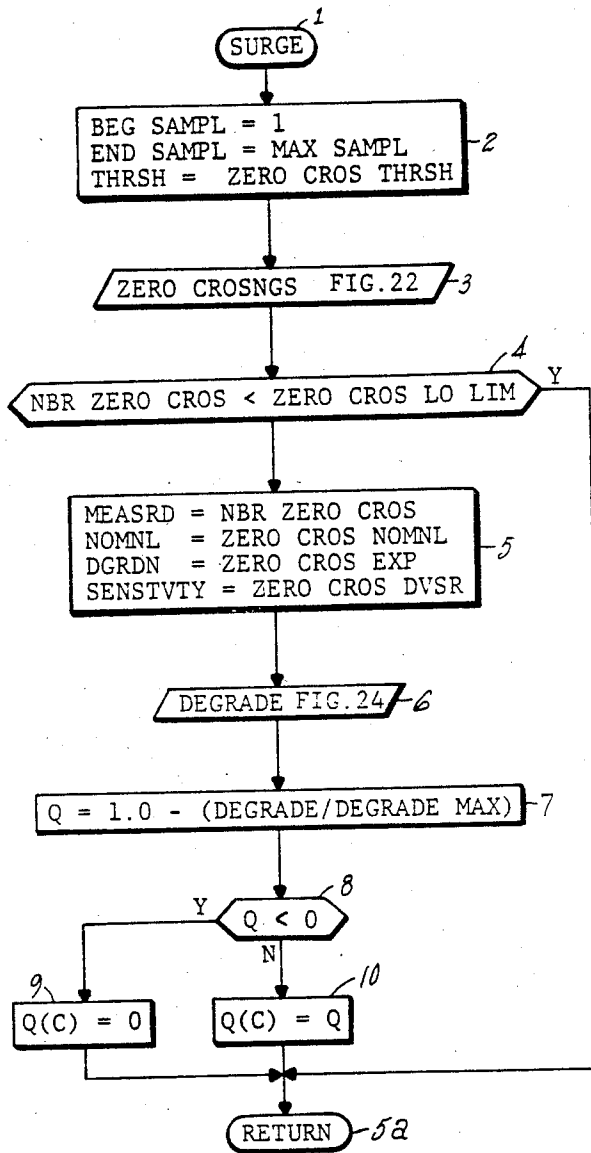 1
SURGE
BEG SAMPL = 1
END SAMPL = MAX SAMPL
THRSH = ZERO CROS THRSH
2
ZERO CROSNGS FIG.22
3
4
NBR ZERO CROS < ZERO CROS LO LIM
Y
MEASRD = NBR ZERO CROS
NOMNL = ZERO CROS NOMNL
DGRDN = ZERO CROS EXP
SENSTVTY = ZERO CROS DVSR
5
DEGRADE FIG.24
6
Q = 1.0 - (DEGRADE/DEGRADE MAX)
7
8
Y
Q < 0
N
9
Q(C) = 0
10
Q(C) = Q
RETURN
5a